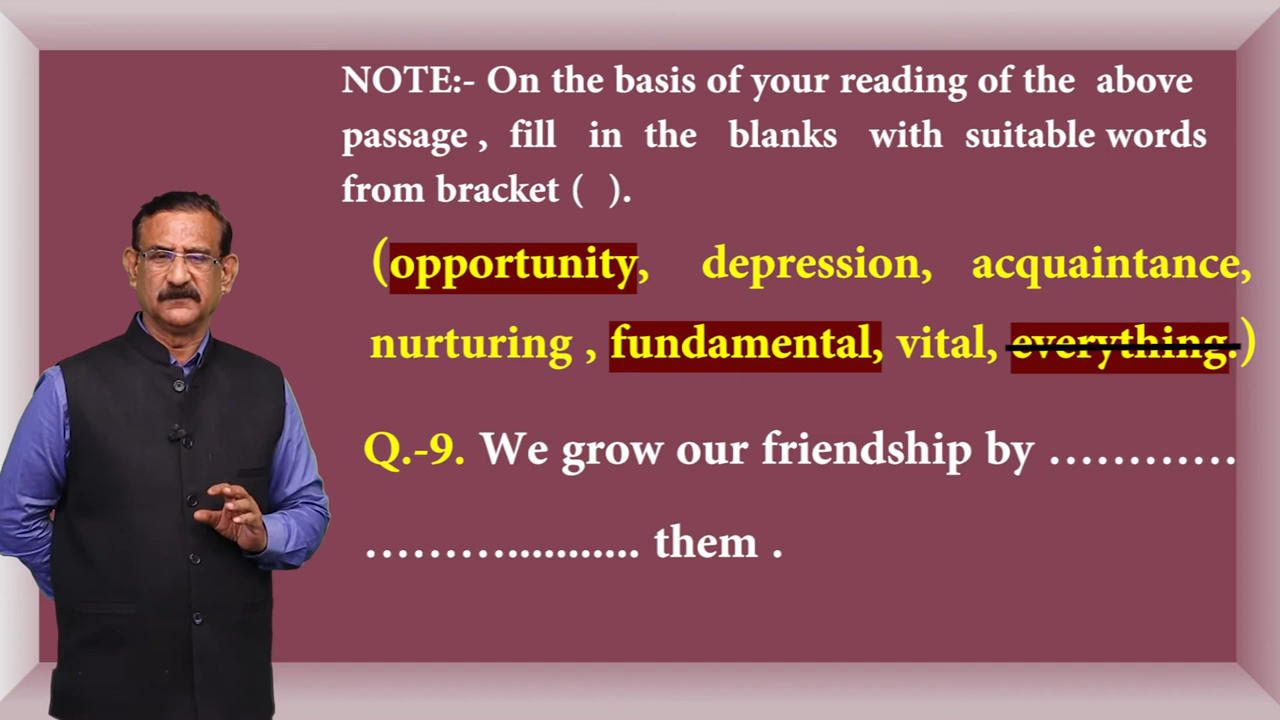 NOTE:- On the basis of your reading of the above
passage , fill in the blanks with suitable words
from bracket ( ).
(opportunity, depression, acquaintance,
nurturing , fundamental, vital, everything.)
Q.-9. We grow our friendship by …………
………........... them .